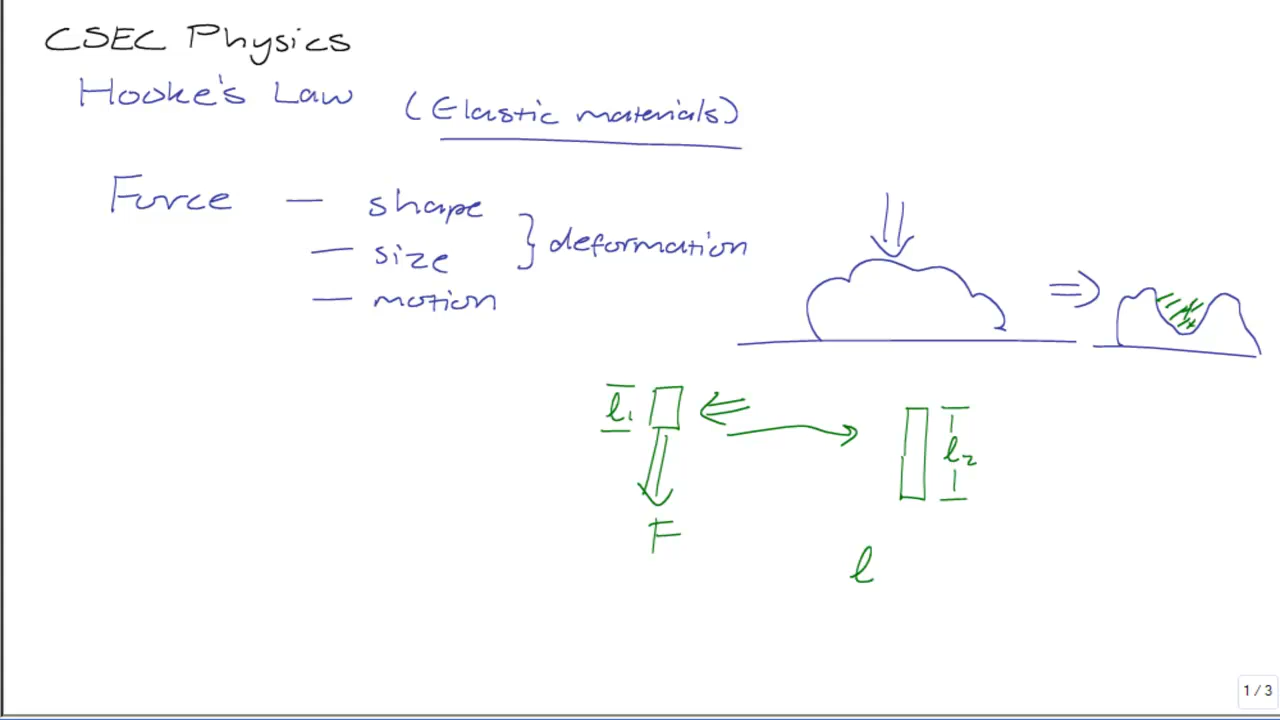 CSEC Physics
Hooke's Law (Elastic materials)
Force — shape
— size } deformation
— motion
l₁
l₂
F
l
1 / 3